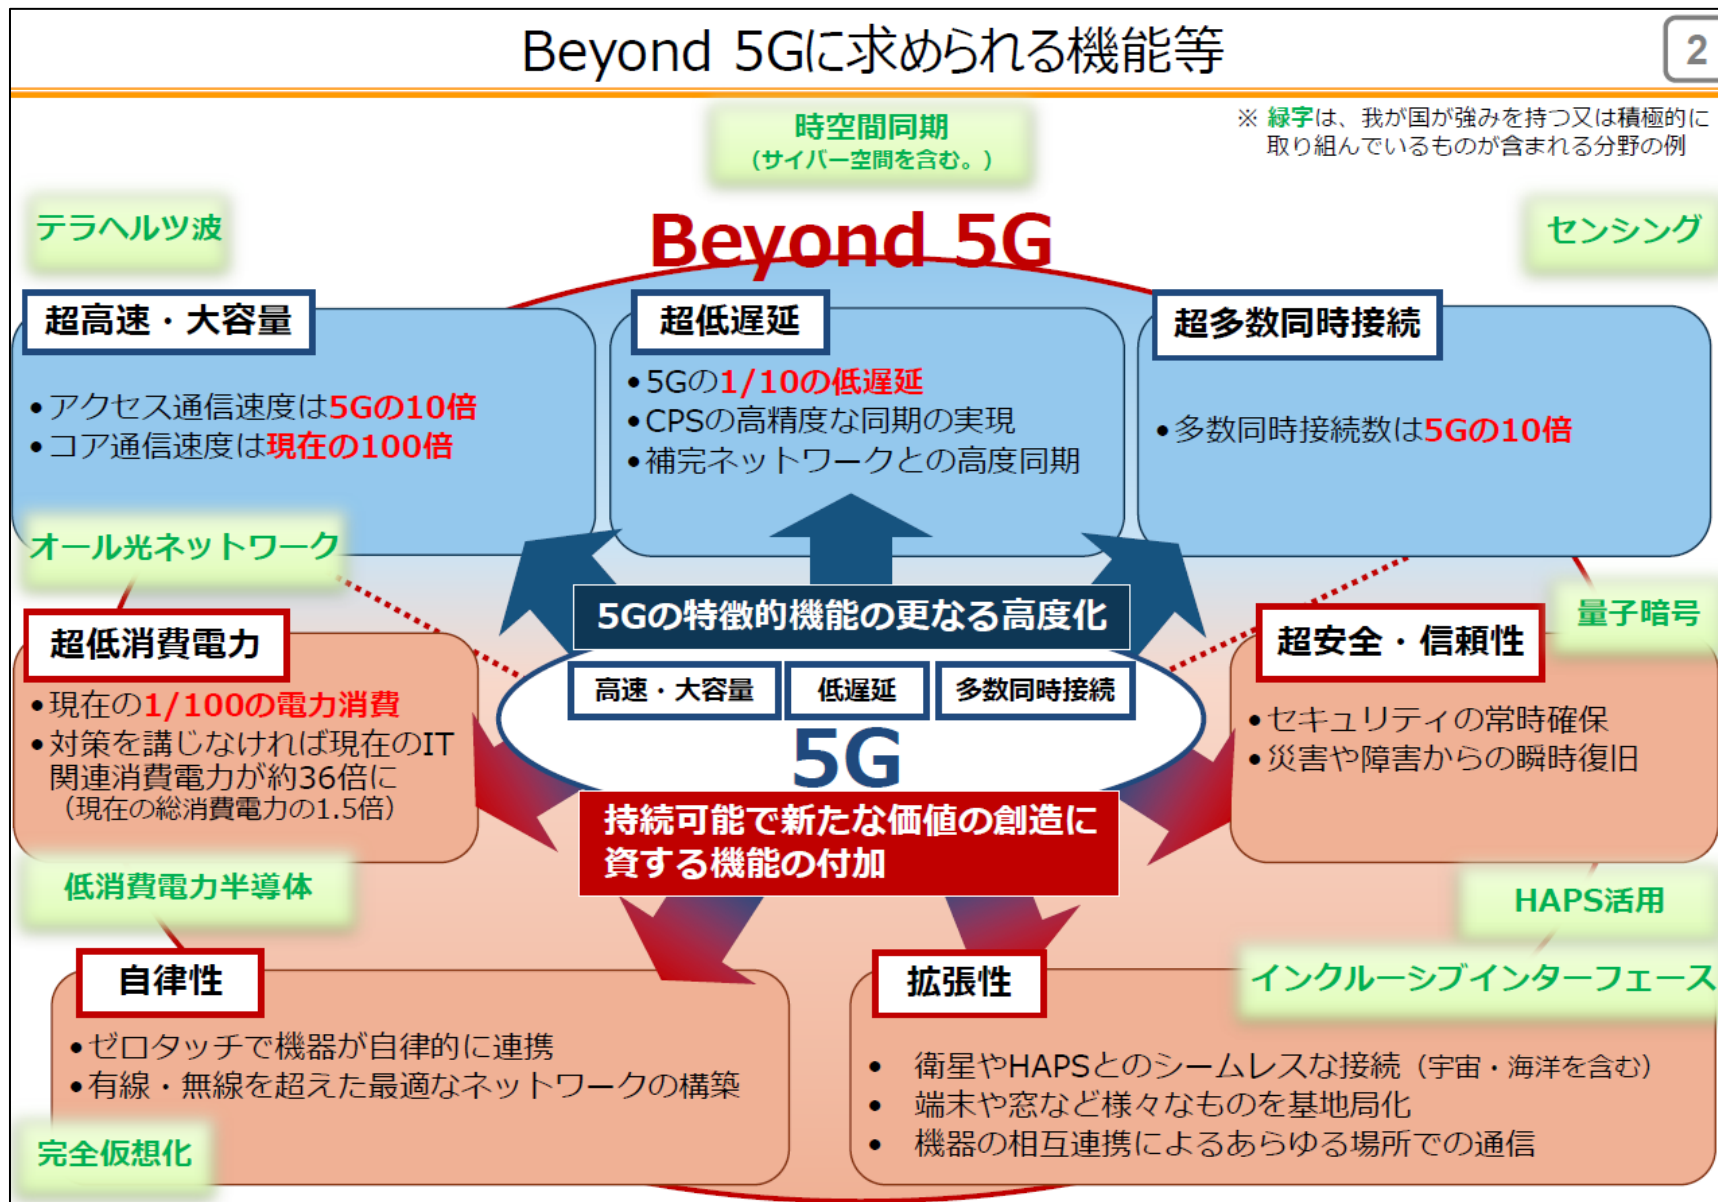 Beyond 5Gに求められる機能等
2
※ 緑字は、我が国が強みを持つ又は積極的に
取り組んでいるものが含まれる分野の例
時空間同期
(サイバー空間を含む。)
テラヘルツ波
センシング
Beyond 5G
超高速・大容量
•アクセス通信速度は5Gの10倍
•コア通信速度は現在の100倍
超低遅延
•5Gの1/10の低遅延
•CPSの高精度な同期の実現
•補完ネットワークとの高度同期
超多数同時接続
•多数同時接続数は5Gの10倍
オール光ネットワーク
量子暗号
5Gの特徴的機能の更なる高度化
高速・大容量
低遅延
多数同時接続
5G
持続可能で新たな価値の創造に
資する機能の付加
超低消費電力
•現在の1/100の電力消費
•対策を講じなければ現在のIT
関連消費電力が約36倍に
（現在の総消費電力の1.5倍）
超安全・信頼性
•セキュリティの常時確保
•災害や障害からの瞬時復旧
低消費電力半導体
HAPS活用
インクルーシブインターフェース
自律性
•ゼロタッチで機器が自律的に連携
•有線・無線を超えた最適なネットワークの構築
完全仮想化
拡張性
• 衛星やHAPSとのシームレスな接続（宇宙・海洋を含む）
• 端末や窓など様々なものを基地局化
• 機器の相互連携によるあらゆる場所での通信